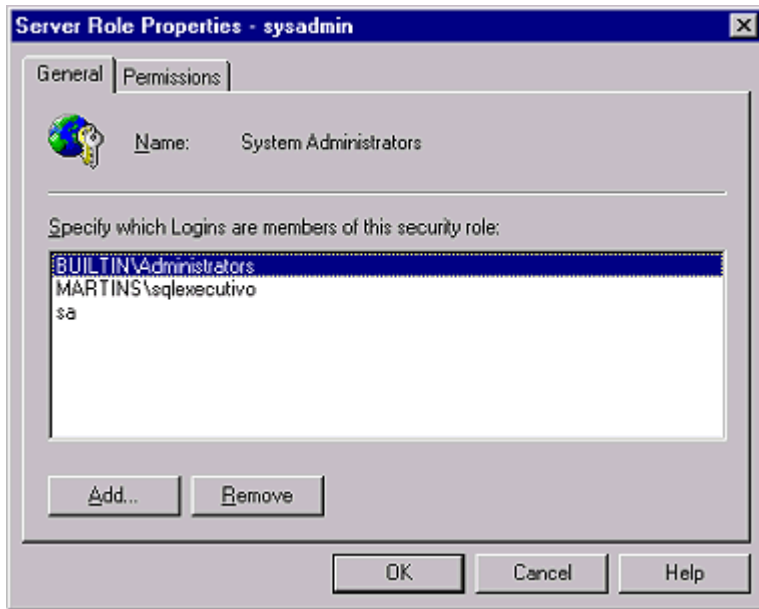 Server Role Properties - sysadmin
General Permissions
Name: System Administrators
Specify which Logins are members of this security role:
BUILTIN\Administrators
MARTINS\sqlexecutivo
sa
Add... Remove
OK Cancel Help